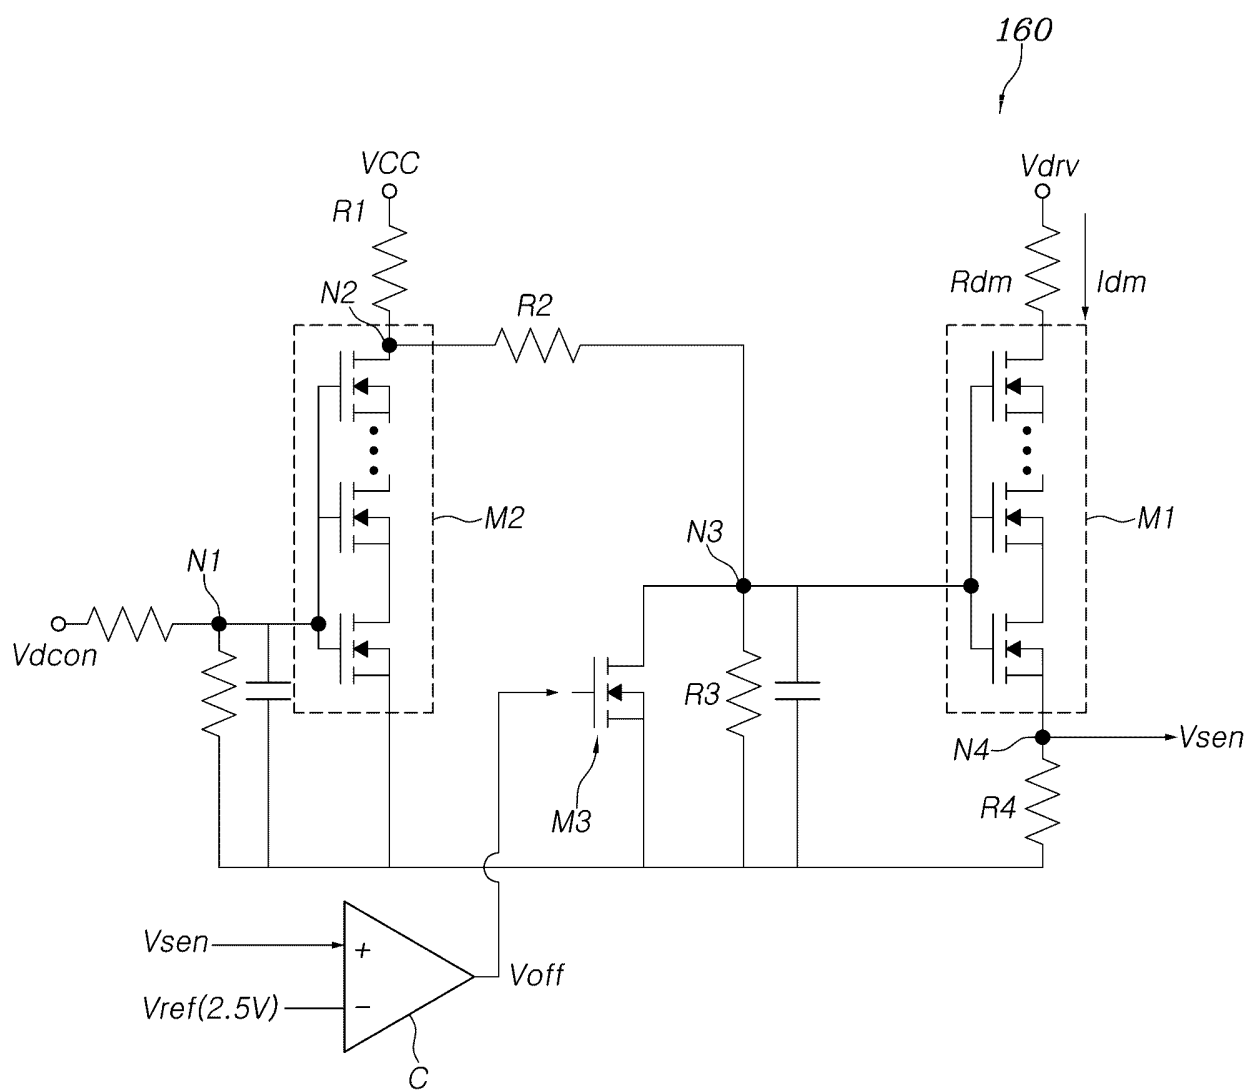 160
VCC
Vdrv
R1
Rdm
Idm
N2
R2
M2
M1
N1
N3
Vdcon
R3
M3
N4
Vsen
R4
Vsen
+
Voff
Vref(2.5V)
−
C